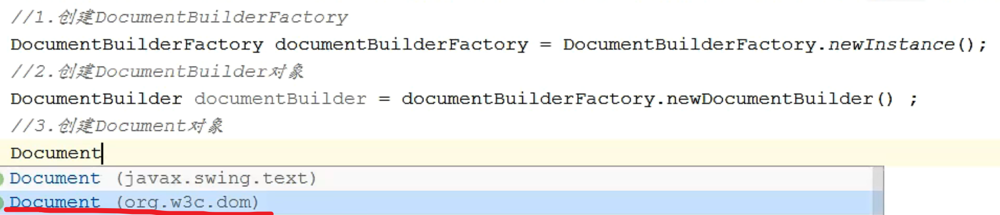 //1.创建DocumentBuilderFactory
DocumentBuilderFactory documentBuilderFactory = DocumentBuilderFactory.newInstance();
//2.创建DocumentBuilder对象
DocumentBuilder documentBuilder = documentBuilderFactory.newDocumentBuilder() ;
//3.创建Document对象
Document
Document (javax.swing.text)
Document (org.w3c.dom)